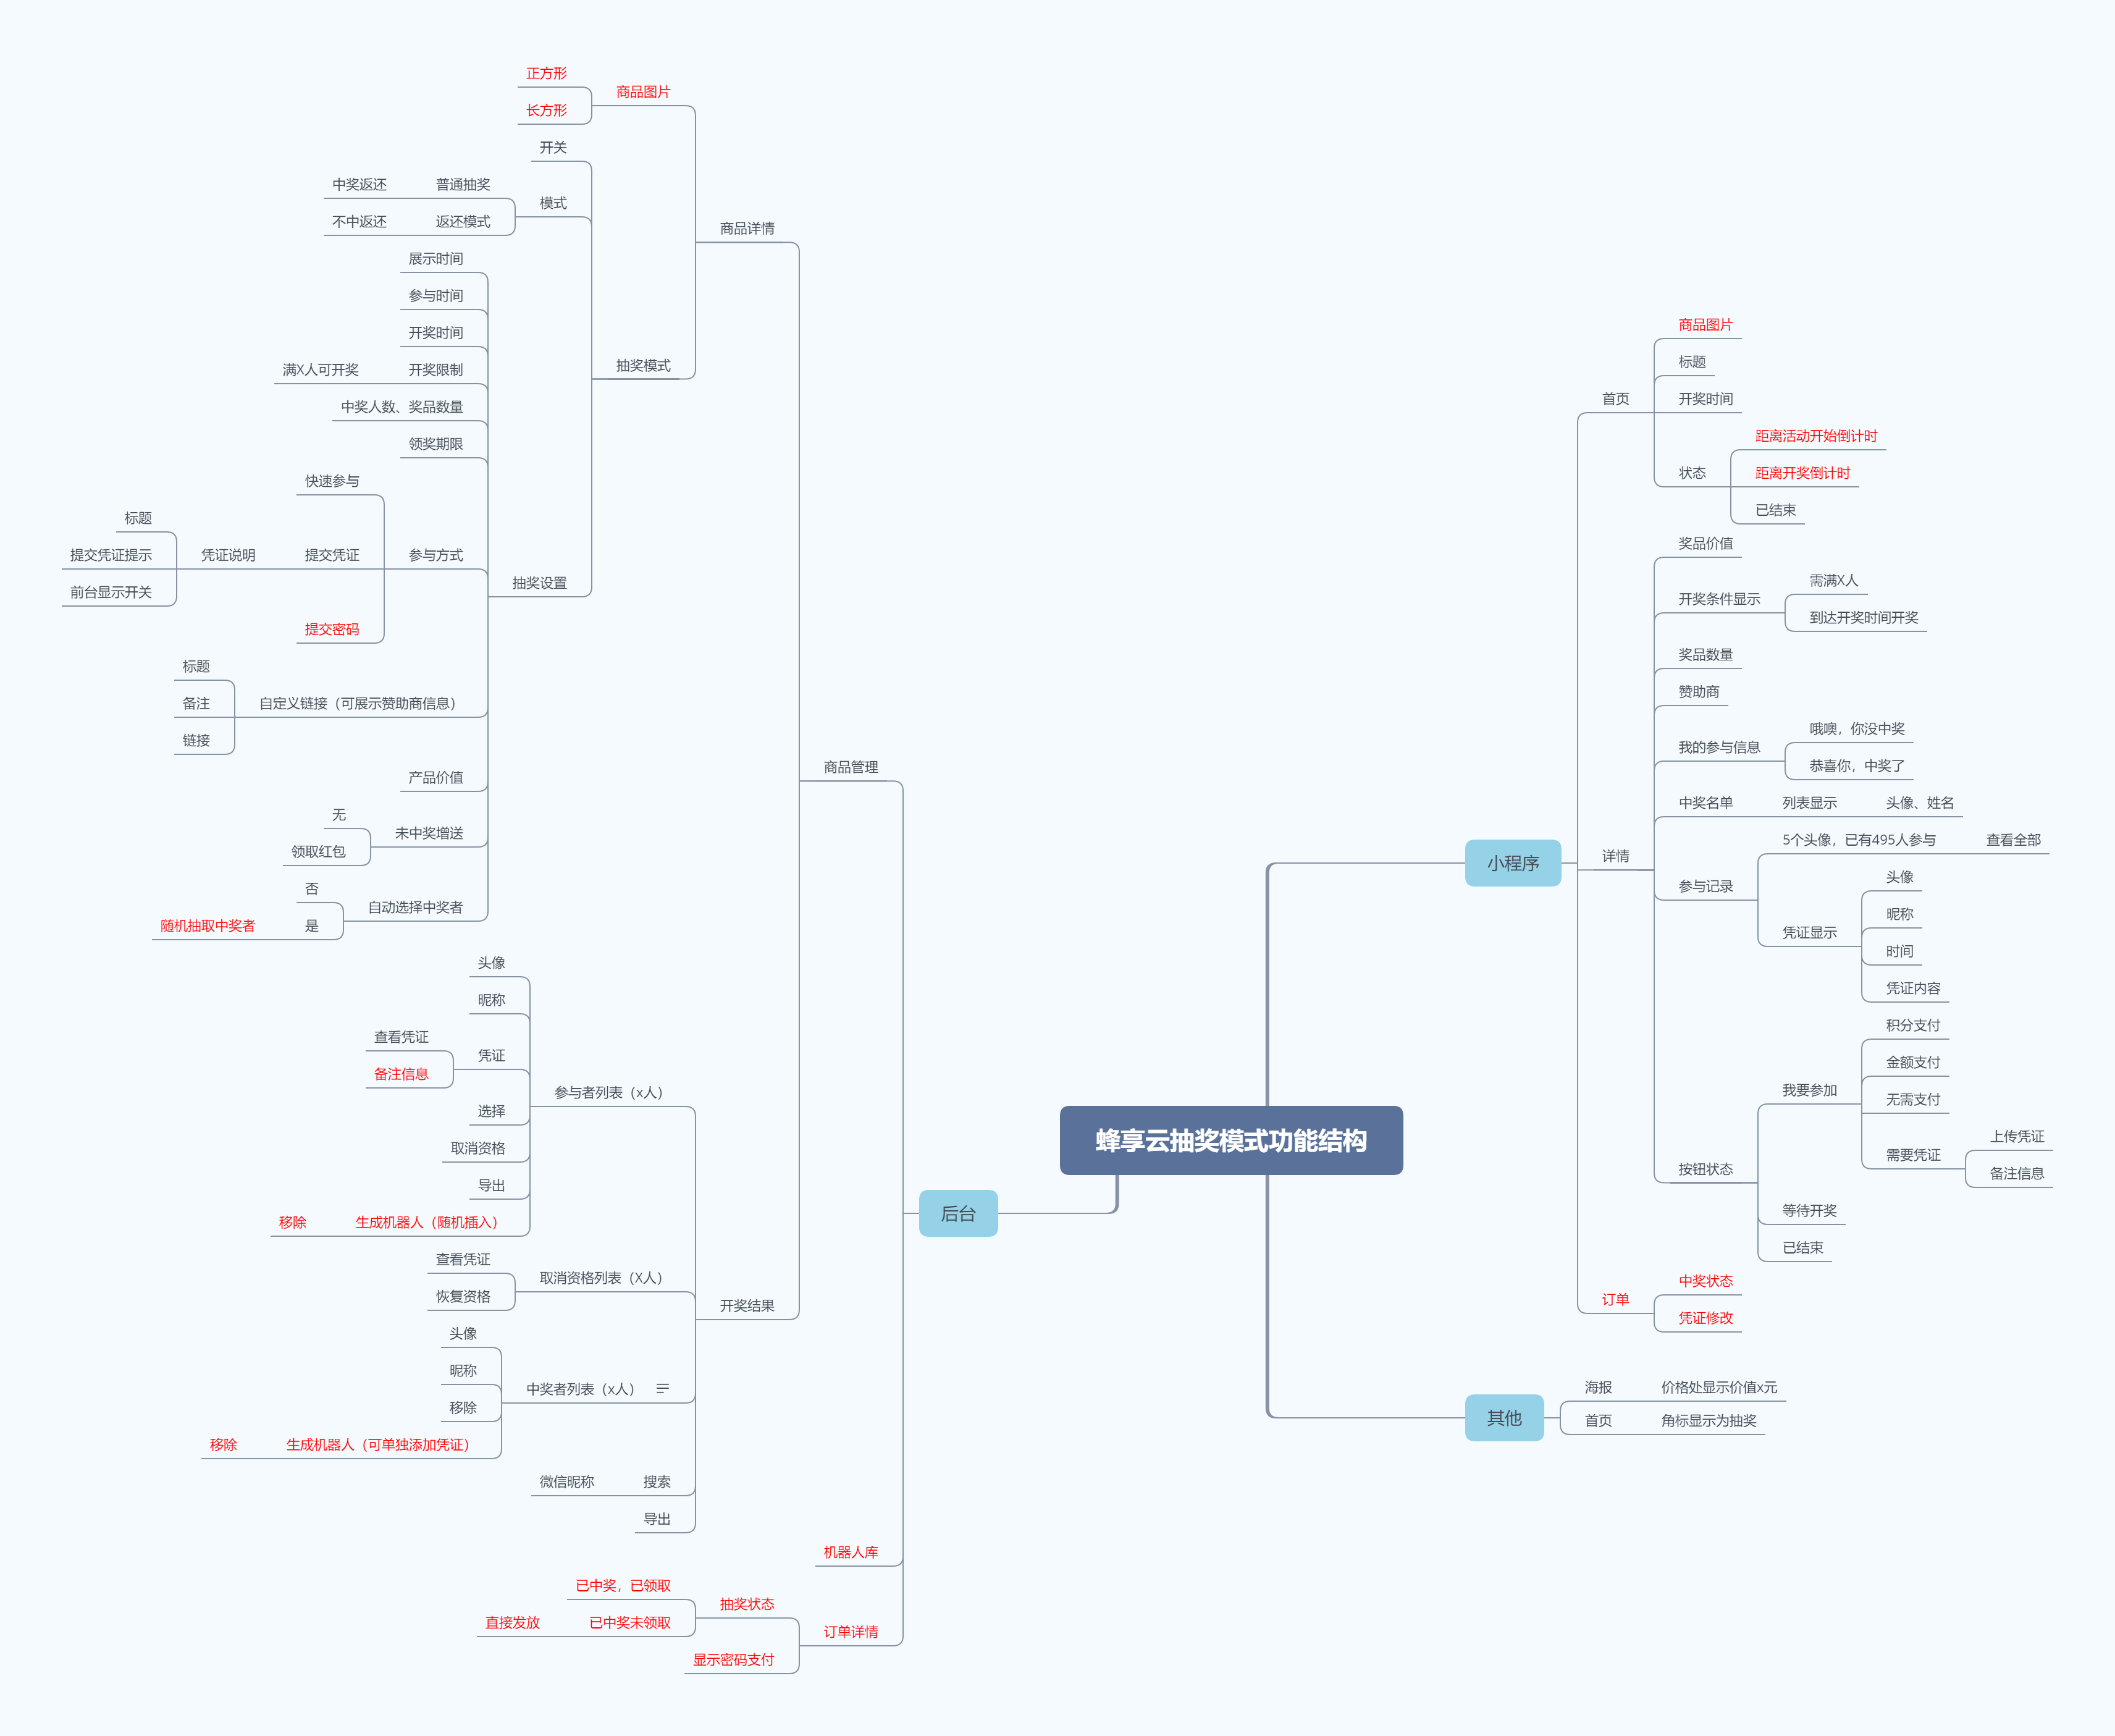 蜂享云抽奖模式功能结构
小程序
首页
商品图片
标题
开奖时间
状态
距离活动开始倒计时
距离开奖倒计时
已结束
详情
奖品价值
开奖条件显示
需满X人
到达开奖时间开奖
奖品数量
赞助商
我的参与信息
哦噢，你没中奖
恭喜你，中奖了
中奖名单
列表显示
头像、姓名
参与记录
5个头像，已有495人参与
查看全部
凭证显示
头像
昵称
时间
凭证内容
按钮状态
我要参加
积分支付
金额支付
无需支付
需要凭证
上传凭证
备注信息
等待开奖
已结束
订单
中奖状态
凭证修改
其他
海报
价格处显示价值x元
首页
角标显示为抽奖
后台
商品管理
商品详情
商品图片
正方形
长方形
抽奖模式
开关
模式
普通抽奖
中奖返还
返还模式
不中返还
抽奖设置
展示时间
参与时间
开奖时间
开奖限制
满X人可开奖
中奖人数、奖品数量
领奖期限
参与方式
快速参与
提交凭证
凭证说明
标题
提交凭证提示
前台显示开关
提交密码
自定义链接（可展示赞助商信息）
标题
备注
链接
产品价值
未中奖增送
无
领取红包
自动选择中奖者
否
是
随机抽取中奖者
开奖结果
参与者列表（x人）
头像
昵称
凭证
查看凭证
备注信息
选择
取消资格
导出
生成机器人（随机插入）
移除
取消资格列表（X人）
查看凭证
恢复资格
中奖者列表（x人）
头像
昵称
移除
生成机器人（可单独添加凭证）
移除
搜索
微信昵称
导出
机器人库
订单详情
抽奖状态
已中奖，已领取
已中奖未领取
直接发放
显示密码支付